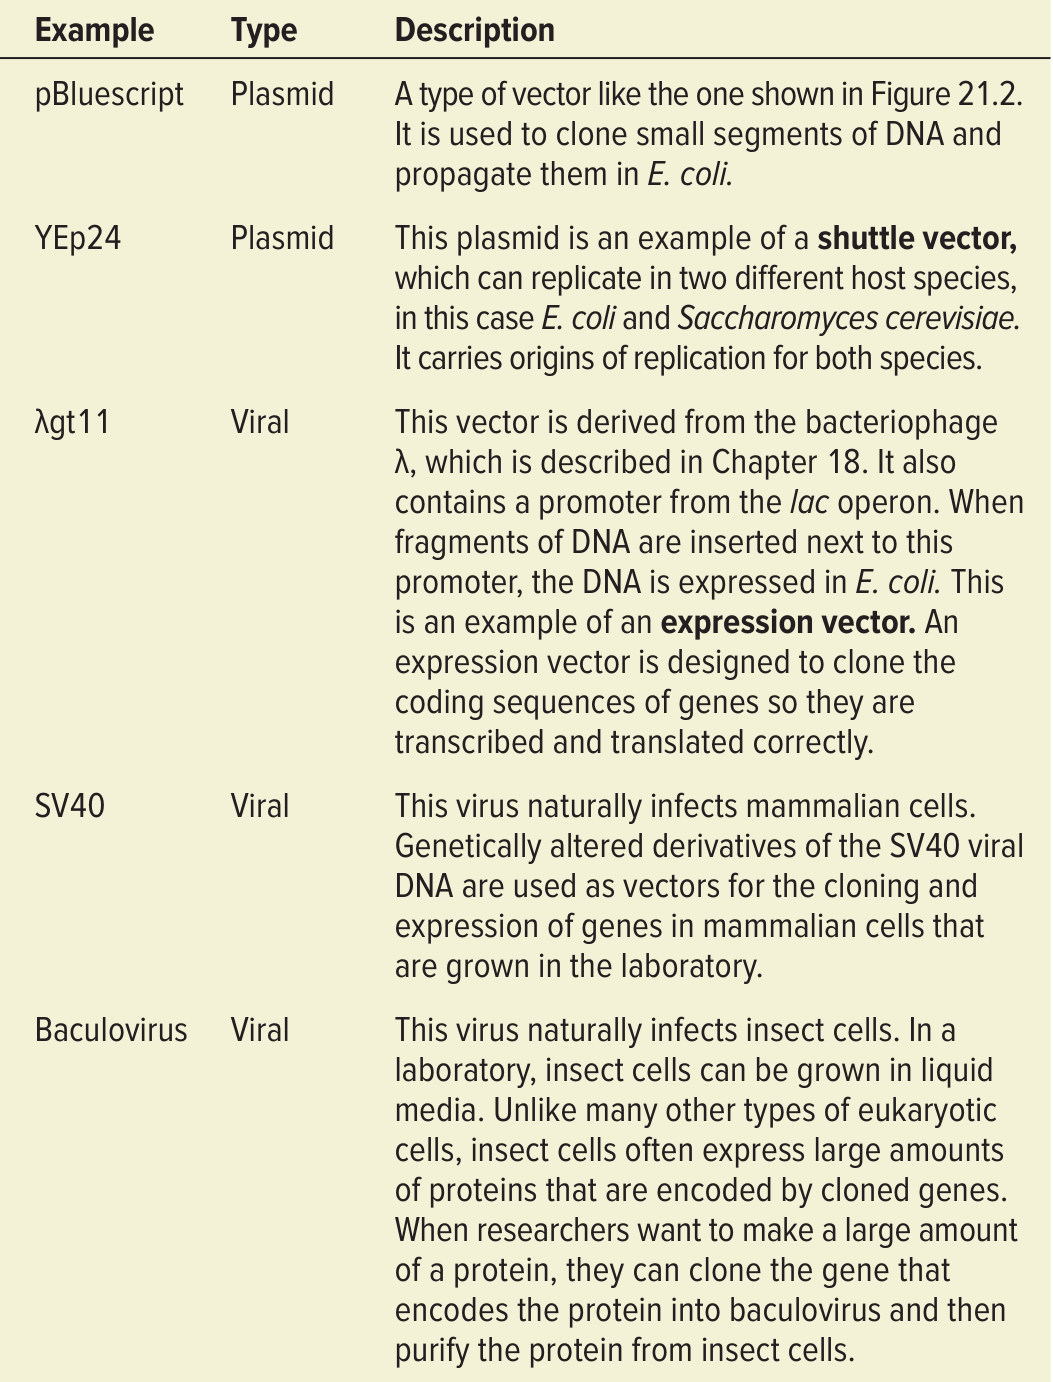 Example Type Description
pBluescript Plasmid A type of vector like the one shown in Figure 21.2.
It is used to clone small segments of DNA and
propagate them in E. coli.
YEp24 Plasmid This plasmid is an example of a shuttle vector,
which can replicate in two different host species,
in this case E. coli and Saccharomyces cerevisiae.
It carries origins of replication for both species.
λgt11 Viral This vector is derived from the bacteriophage
λ, which is described in Chapter 18. It also
contains a promoter from the lac operon. When
fragments of DNA are inserted next to this
promoter, the DNA is expressed in E. coli. This
is an example of an expression vector. An
expression vector is designed to clone the
coding sequences of genes so they are
transcribed and translated correctly.
SV40 Viral This virus naturally infects mammalian cells.
Genetically altered derivatives of the SV40 viral
DNA are used as vectors for the cloning and
expression of genes in mammalian cells that
are grown in the laboratory.
Baculovirus Viral This virus naturally infects insect cells. In a
laboratory, insect cells can be grown in liquid
media. Unlike many other types of eukaryotic
cells, insect cells often express large amounts
of proteins that are encoded by cloned genes.
When researchers want to make a large amount
of a protein, they can clone the gene that
encodes the protein into baculovirus and then
purify the protein from insect cells.